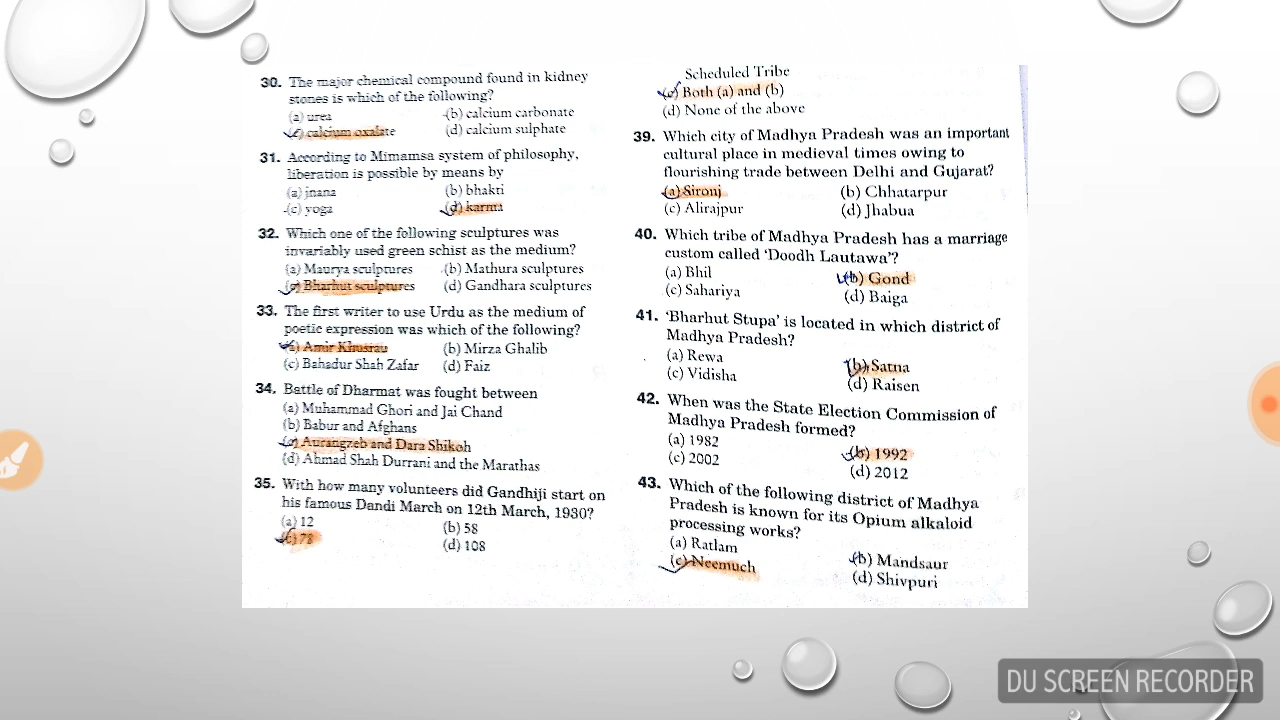 30. The major chemical compound found in kidney
stones is which of the following?
(a) urea (b) calcium carbonate
(c) calcium oxalate (d) calcium sulphate
31. According to Mimamsa system of philosophy,
liberation is possible by means by
(a) jnana (b) bhakti
(c) yoga (d) karma
32. Which one of the following sculptures was
invariably used green schist as the medium?
(a) Maurya sculptures (b) Mathura sculptures
(c) Bharhut sculptures (d) Gandhara sculptures
33. The first writer to use Urdu as the medium of
poetic expression was which of the following?
(a) Amir Khusrau (b) Mirza Ghalib
(c) Bahadur Shah Zafar (d) Faiz
34. Battle of Dharmat was fought between
(a) Muhammad Ghori and Jai Chand
(b) Babur and Afghans
(c) Aurangzeb and Dara Shikoh
(d) Ahmad Shah Durrani and the Marathas
35. With how many volunteers did Gandhiji start on
his famous Dandi March on 12th March, 1930?
(a) 12 (b) 58
(c) 78 (d) 108
Scheduled Tribe
(c) Both (a) and (b)
(d) None of the above
39. Which city of Madhya Pradesh was an important
cultural place in medieval times owing to
flourishing trade between Delhi and Gujarat?
(a) Sironj (b) Chhatarpur
(c) Alirajpur (d) Jhabua
40. Which tribe of Madhya Pradesh has a marriage
custom called 'Doodh Lautawa'?
(a) Bhil (b) Gond
(c) Sahariya (d) Baiga
41. 'Bharhut Stupa' is located in which district of
Madhya Pradesh?
(a) Rewa (b) Satna
(c) Vidisha (d) Raisen
42. When was the State Election Commission of
Madhya Pradesh formed?
(a) 1982 (b) 1992
(c) 2002 (d) 2012
43. Which of the following district of Madhya
Pradesh is known for its Opium alkaloid
processing works?
(a) Ratlam (b) Mandsaur
(c) Neemuch (d) Shivpuri
DU SCREEN RECORDER